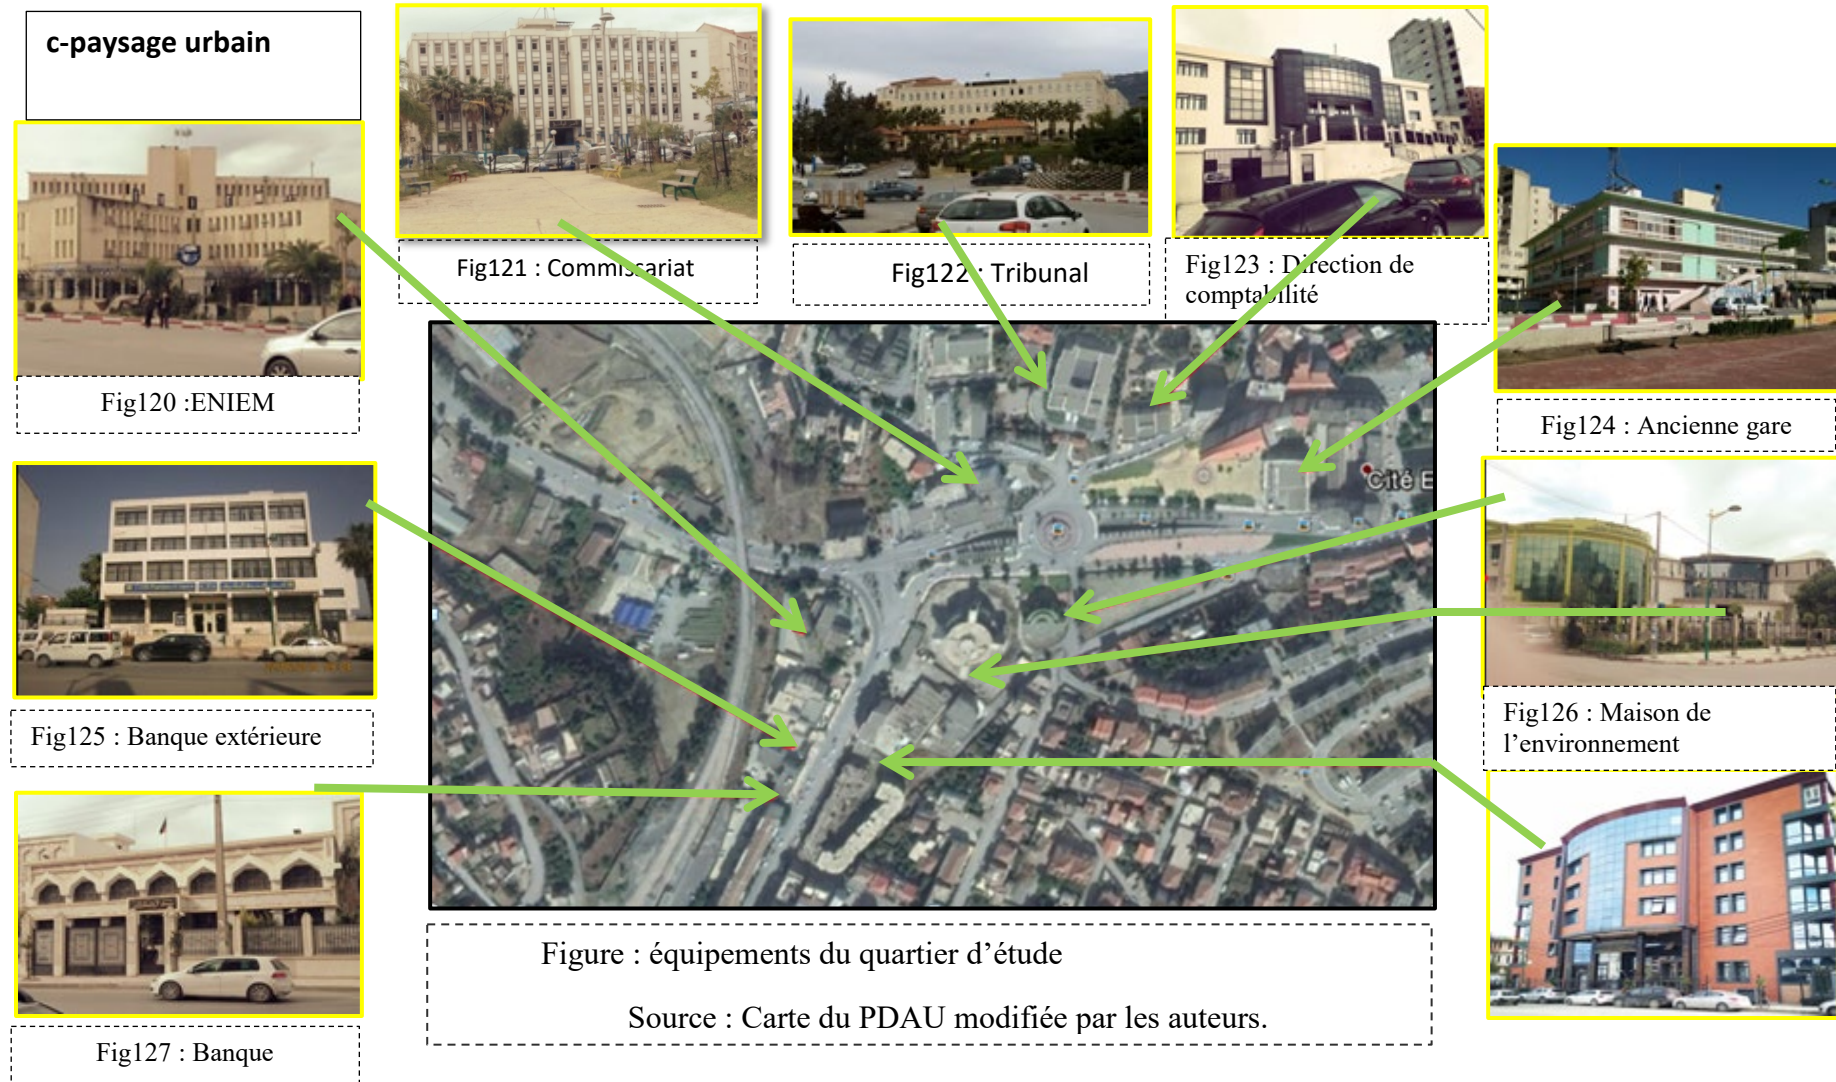 c-paysage urbain
Fig121 : Commissariat
Fig122 : Tribunal
Fig123 : Direction de
comptabilité
Fig120 :ENIEM
Fig124 : Ancienne gare
Cité E
Fig125 : Banque extérieure
Fig126 : Maison de
l’environnement
Figure : équipements du quartier d’étude
Source : Carte du PDAU modifiée par les auteurs.
Fig127 : Banque